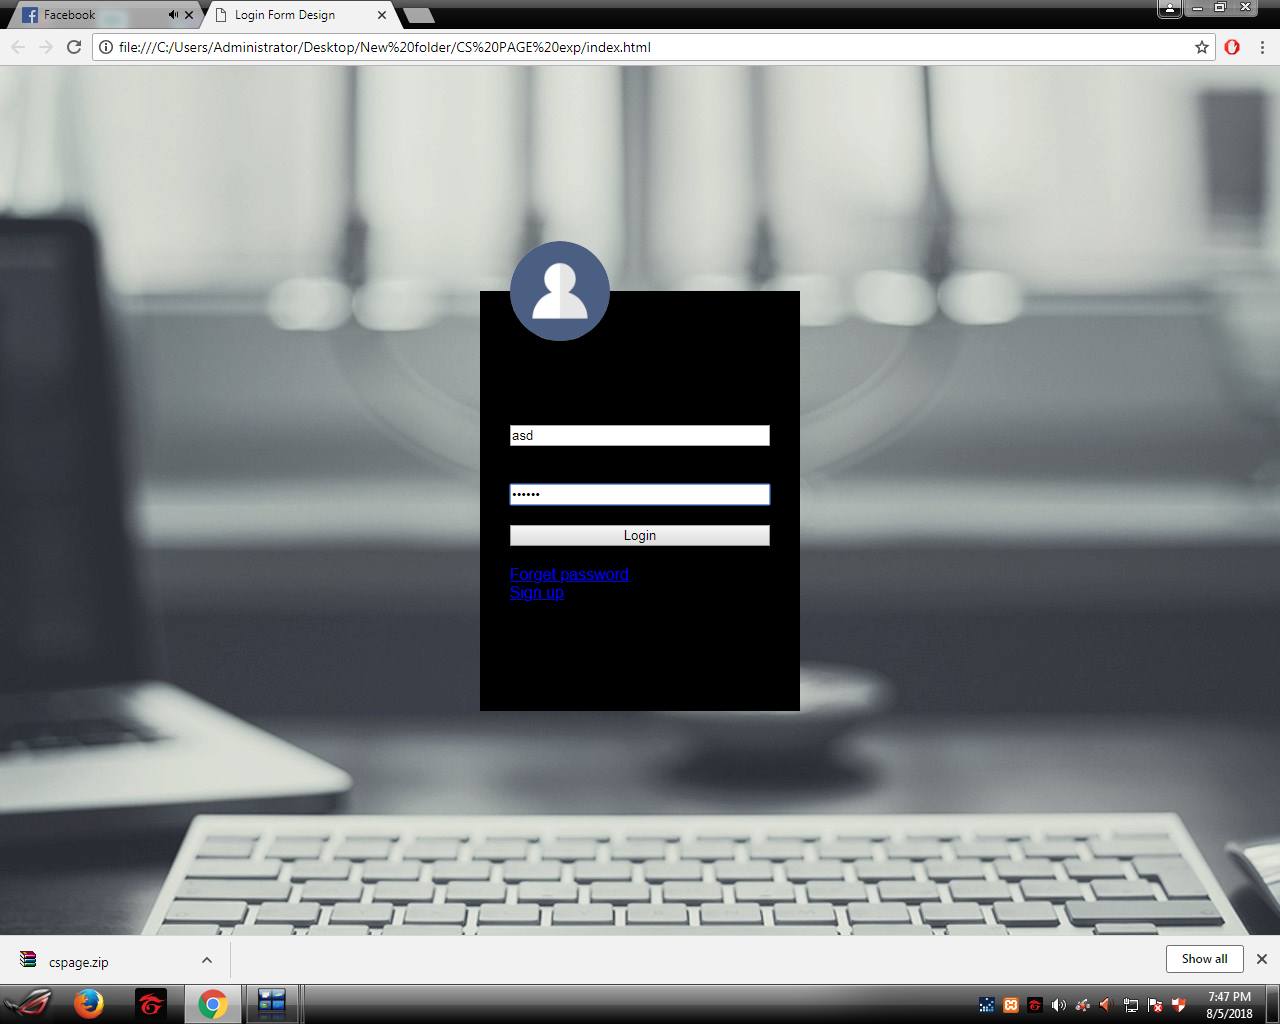 Facebook
Login Form Design
file:///C:/Users/Administrator/Desktop/New%20folder/CS%20PAGE%20exp/index.html
asd
••••••
Login
Forget password
Sign up
cspage.zip
Show all
7:47 PM
8/5/2018